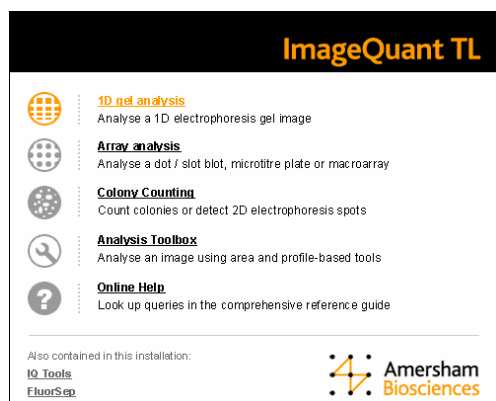 ImageQuant TL
1D gel analysis
Analyse a 1D electrophoresis gel image
Array analysis
Analyse a dot / slot blot, microtitre plate or macroarray
Colony Counting
Count colonies or detect 2D electrophoresis spots
Analysis Toolbox
Analyse an image using area and profile-based tools
?
Online Help
Look up queries in the comprehensive reference guide
Also contained in this installation:
IQ Tools
FluorSep
Amersham
Biosciences